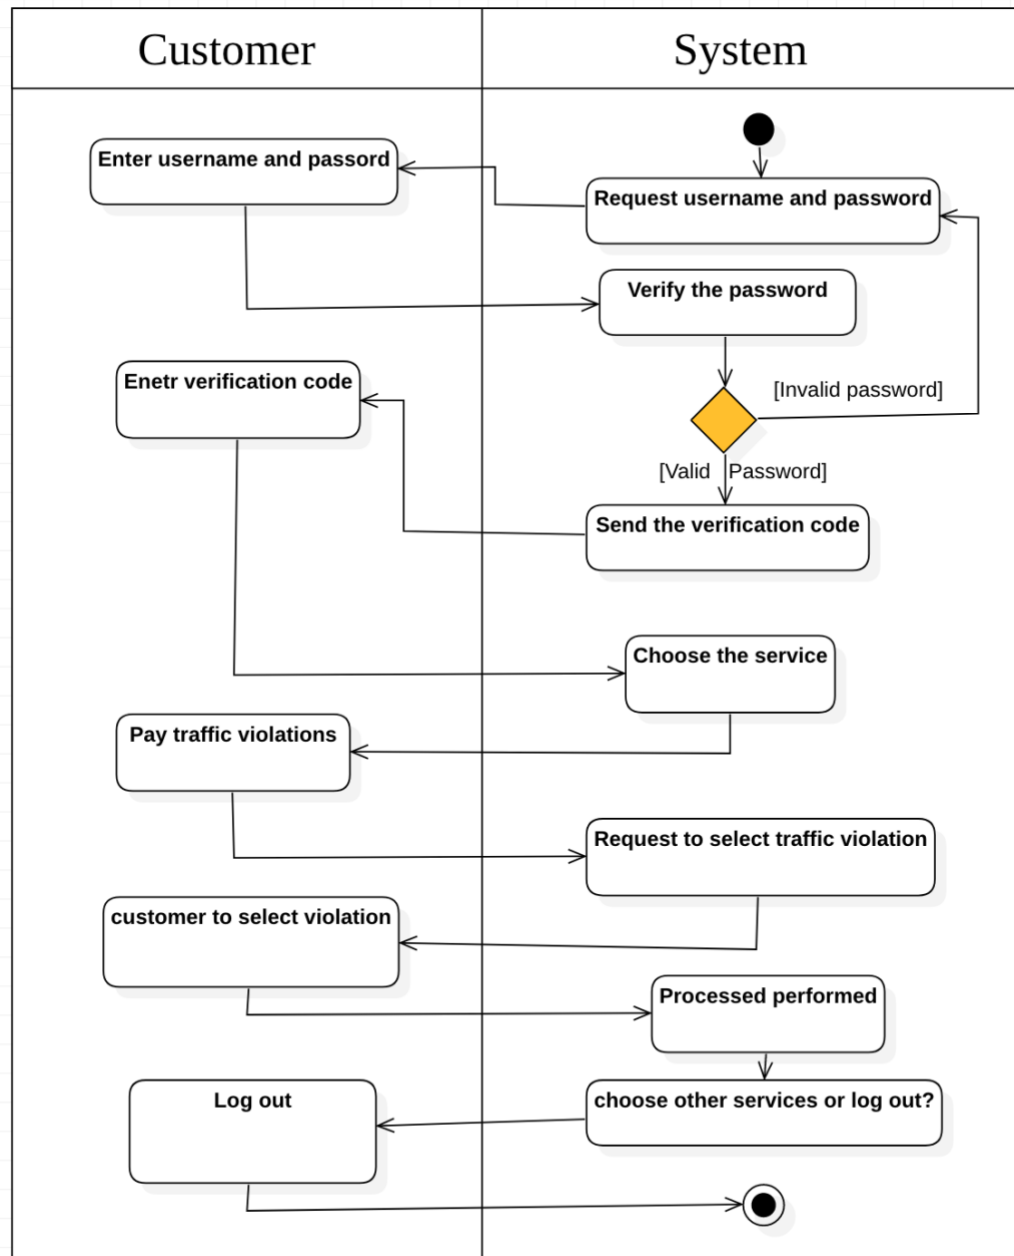 Customer
System
Enter username and passord
Request username and password
Verify the password
Enetr verification code
[Invalid password]
[Valid Password]
Send the verification code
Choose the service
Pay traffic violations
Request to select traffic violation
customer to select violation
Processed performed
Log out
choose other services or log out?